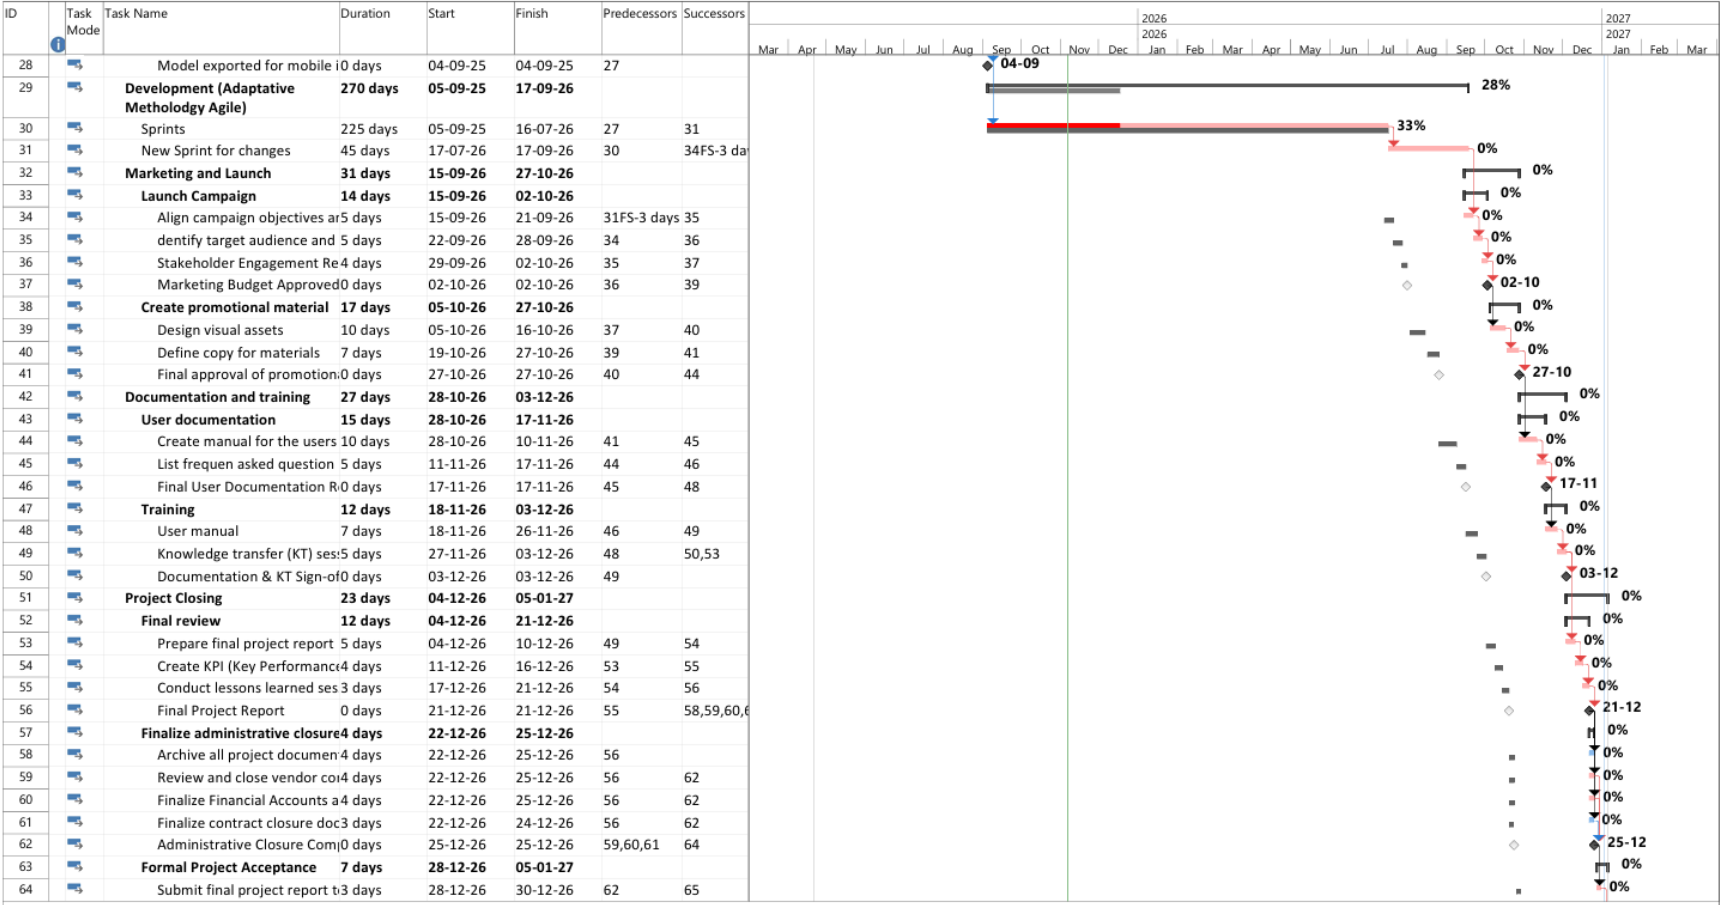 ID Task Mode Task Name Duration Start Finish Predecessors Successors
2026 2027
2026 2027
Mar Apr May Jun Jul Aug Sep Oct Nov Dec Jan Feb Mar Apr May Jun Jul Aug Sep Oct Nov Dec Jan Feb Mar
28 Model exported for mobile i 0 days 04-09-25 04-09-25 27 04-09
29 Development (Adaptative Metholodgy Agile) 270 days 05-09-25 17-09-26 28%
30 Sprints 225 days 05-09-25 16-07-26 27 31 33%
31 New Sprint for changes 45 days 17-07-26 17-09-26 30 34FS-3 da 0%
32 Marketing and Launch 31 days 15-09-26 27-10-26 0%
33 Launch Campaign 14 days 15-09-26 02-10-26 0%
34 Align campaign objectives ar 5 days 15-09-26 21-09-26 31FS-3 days 35 0%
35 dentify target audience and 5 days 22-09-26 28-09-26 34 36 0%
36 Stakeholder Engagement Re 4 days 29-09-26 02-10-26 35 37 0%
37 Marketing Budget Approved 0 days 02-10-26 02-10-26 36 39 02-10
38 Create promotional material 17 days 05-10-26 27-10-26 0%
39 Design visual assets 10 days 05-10-26 16-10-26 37 40 0%
40 Define copy for materials 7 days 19-10-26 27-10-26 39 41 0%
41 Final approval of promotion 0 days 27-10-26 27-10-26 40 44 27-10
42 Documentation and training 27 days 28-10-26 03-12-26 0%
43 User documentation 15 days 28-10-26 17-11-26 0%
44 Create manual for the users 10 days 28-10-26 10-11-26 41 45 0%
45 List frequen asked question 5 days 11-11-26 17-11-26 44 46 0%
46 Final User Documentation R 0 days 17-11-26 17-11-26 45 48 17-11
47 Training 12 days 18-11-26 03-12-26 0%
48 User manual 7 days 18-11-26 26-11-26 46 49 0%
49 Knowledge transfer (KT) ses 5 days 27-11-26 03-12-26 48 50,53 0%
50 Documentation & KT Sign-of 0 days 03-12-26 03-12-26 49 03-12
51 Project Closing 23 days 04-12-26 05-01-27 0%
52 Final review 12 days 04-12-26 21-12-26 0%
53 Prepare final project report 5 days 04-12-26 10-12-26 49 54 0%
54 Create KPI (Key Performance 4 days 11-12-26 16-12-26 53 55 0%
55 Conduct lessons learned ses 3 days 17-12-26 21-12-26 54 56 0%
56 Final Project Report 0 days 21-12-26 21-12-26 55 58,59,60,6 21-12
57 Finalize administrative closure 4 days 22-12-26 25-12-26 0%
58 Archive all project documen 4 days 22-12-26 25-12-26 56 0%
59 Review and close vendor co 4 days 22-12-26 25-12-26 56 62 0%
60 Finalize Financial Accounts a 4 days 22-12-26 25-12-26 56 62 0%
61 Finalize contract closure doc 3 days 22-12-26 24-12-26 56 62 0%
62 Administrative Closure Com 0 days 25-12-26 25-12-26 59,60,61 64 25-12
63 Formal Project Acceptance 7 days 28-12-26 05-01-27 0%
64 Submit final project report t 3 days 28-12-26 30-12-26 62 65 0%